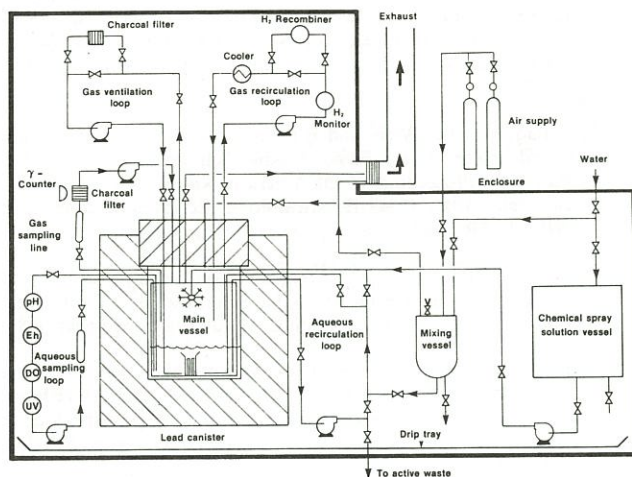 Charcoal filter
H₂ Recombiner
Exhaust
Cooler
Gas ventilation
loop
Gas recirculation
loop
H₂
Monitor
Air supply
γ -
Counter
Charcoal
filter
Enclosure
Water
Gas
sampling
line
pH
Eh
DO
UV
Aqueous
sampling
loop
Main
vessel
Aqueous
recirculation
loop
Mixing
vessel
Chemical spray
solution vessel
Lead canister
Drip tray
To active waste